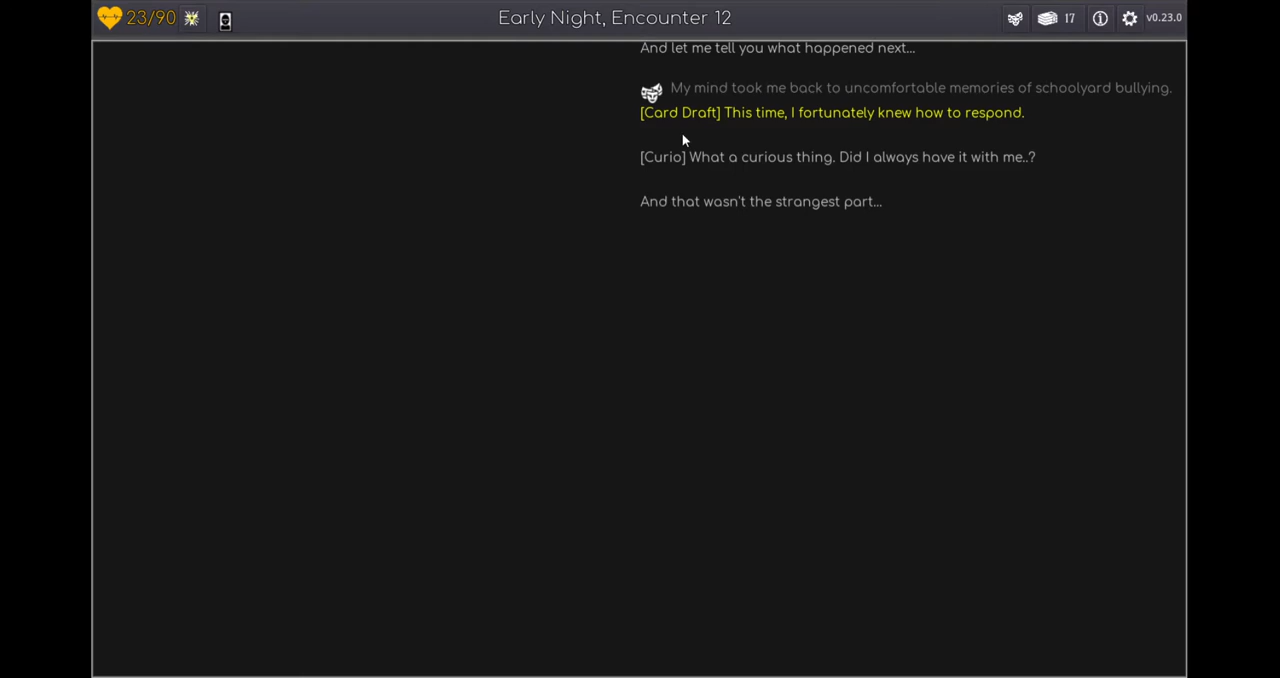 23/90
Early Night, Encounter 12
17
v0.23.0
And let me tell you what happened next...
My mind took me back to uncomfortable memories of schoolyard bullying.
[Card Draft] This time, I fortunately knew how to respond.
[Curio] What a curious thing. Did I always have it with me..?
And that wasn't the strangest part...